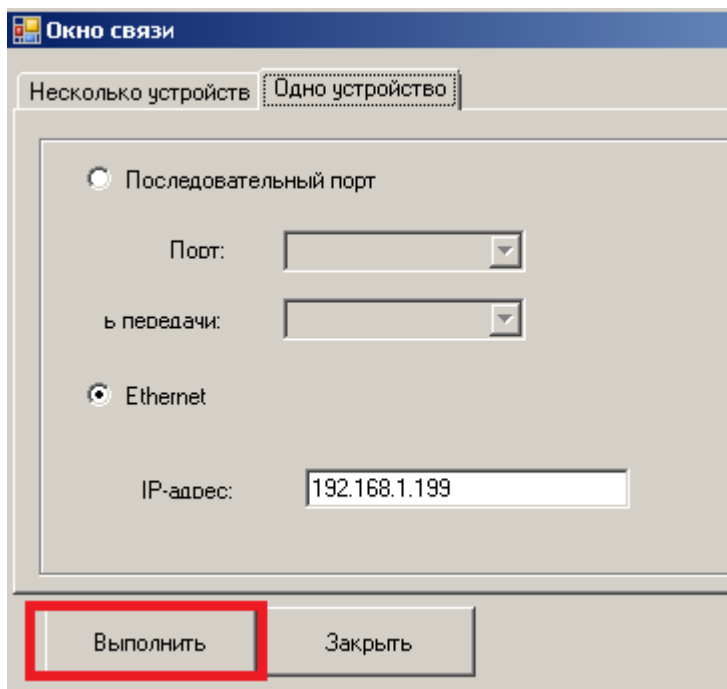 Окно связи
Несколько устройств Одно устройство
Последовательный порт
Порт:
ь передачи:
Ethernet
IP-адрес: 192.168.1.199
Выполнить Закрыть